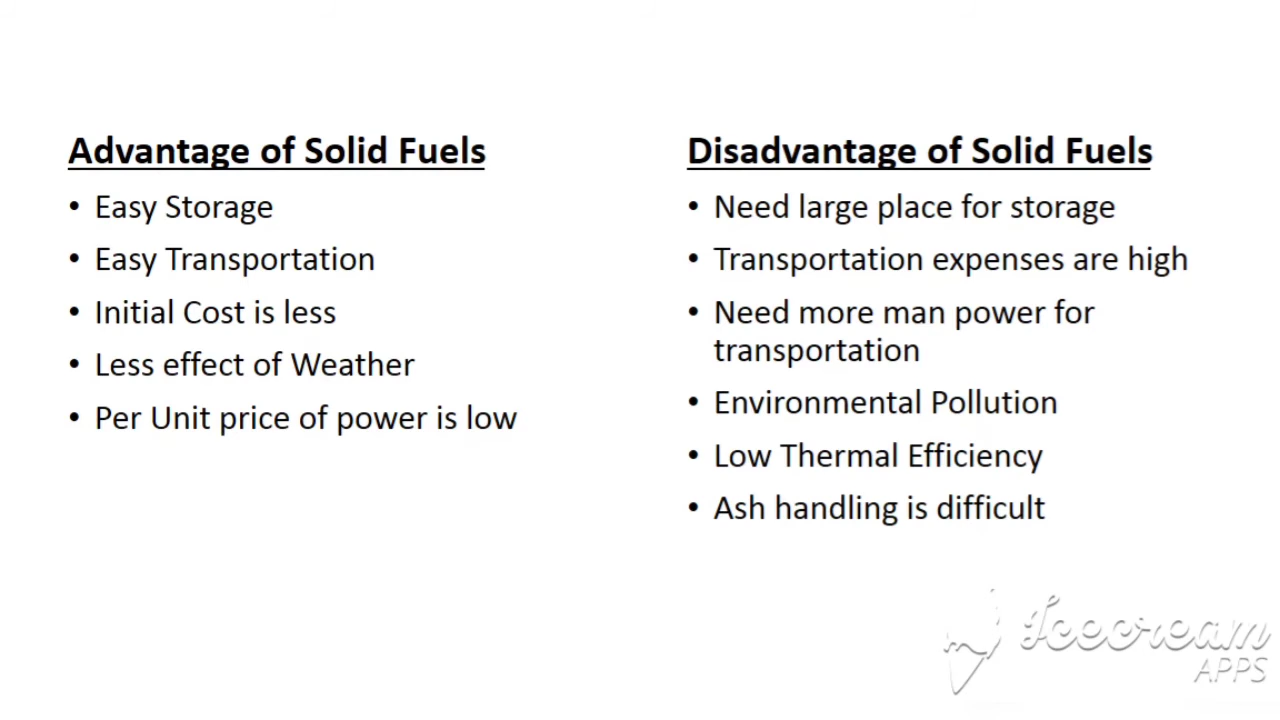 Advantage of Solid Fuels
• Easy Storage
• Easy Transportation
• Initial Cost is less
• Less effect of Weather
• Per Unit price of power is low
Disadvantage of Solid Fuels
• Need large place for storage
• Transportation expenses are high
• Need more man power for
transportation
• Environmental Pollution
• Low Thermal Efficiency
• Ash handling is difficult
Icecream
APPS